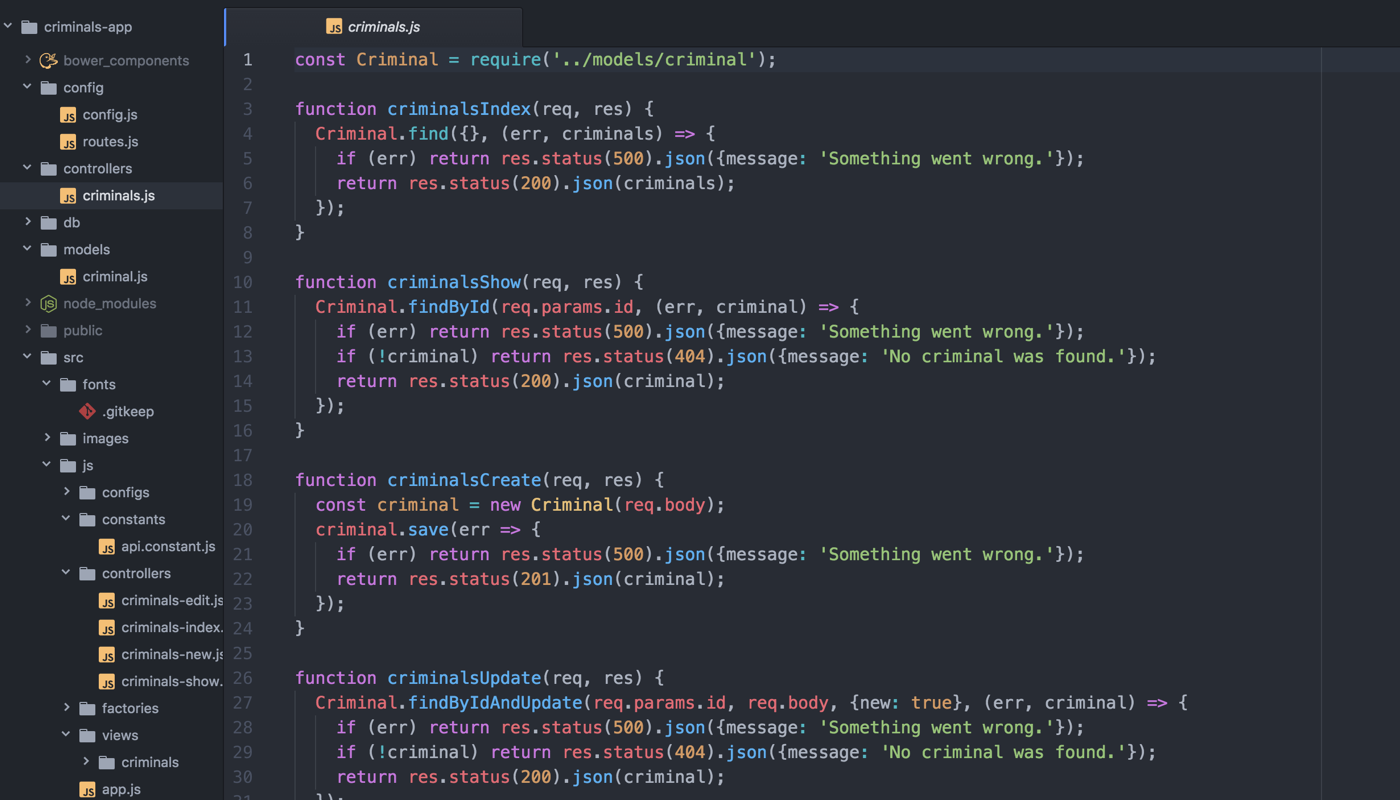 criminals-app
bower_components
config
config.js
routes.js
controllers
criminals.js
db
models
criminal.js
node_modules
public
src
fonts
.gitkeep
images
js
configs
constants
api.constant.js
controllers
criminals-edit.js
criminals-index.
criminals-new.js
criminals-show.
factories
views
criminals
app.js
criminals.js
1 const Criminal = require('../models/criminal');
2
3 function criminalsIndex(req, res) {
4 Criminal.find({}, (err, criminals) => {
5 if (err) return res.status(500).json({message: 'Something went wrong.'});
6 return res.status(200).json(criminals);
7 });
8 }
9
10 function criminalsShow(req, res) {
11 Criminal.findById(req.params.id, (err, criminal) => {
12 if (err) return res.status(500).json({message: 'Something went wrong.'});
13 if (!criminal) return res.status(404).json({message: 'No criminal was found.'});
14 return res.status(200).json(criminal);
15 });
16 }
17
18 function criminalsCreate(req, res) {
19 const criminal = new Criminal(req.body);
20 criminal.save(err => {
21 if (err) return res.status(500).json({message: 'Something went wrong.'});
22 return res.status(201).json(criminal);
23 });
24 }
25
26 function criminalsUpdate(req, res) {
27 Criminal.findByIdAndUpdate(req.params.id, req.body, {new: true}, (err, criminal) => {
28 if (err) return res.status(500).json({message: 'Something went wrong.'});
29 if (!criminal) return res.status(404).json({message: 'No criminal was found.'});
30 return res.status(200).json(criminal);
31 });